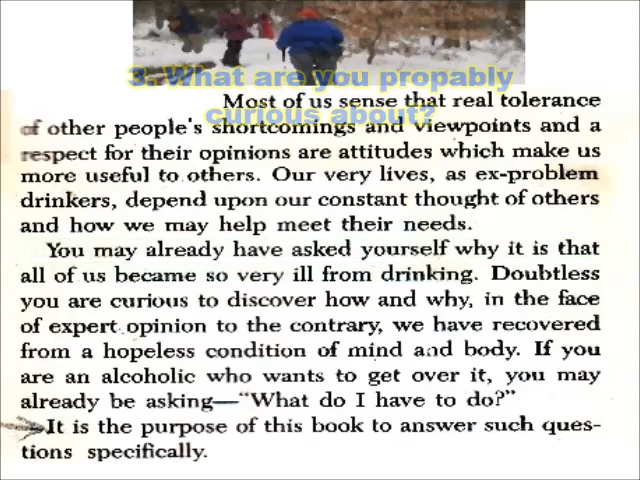 3. What are you propably
curious about?
Most of us sense that real tolerance
of other people's shortcomings and viewpoints and a
respect for their opinions are attitudes which make us
more useful to others. Our very lives, as ex-problem
drinkers, depend upon our constant thought of others
and how we may help meet their needs.
You may already have asked yourself why it is that
all of us became so very ill from drinking. Doubtless
you are curious to discover how and why, in the face
of expert opinion to the contrary, we have recovered
from a hopeless condition of mind and body. If you
are an alcoholic who wants to get over it, you may
already be asking—"What do I have to do?"
It is the purpose of this book to answer such ques-
tions specifically.